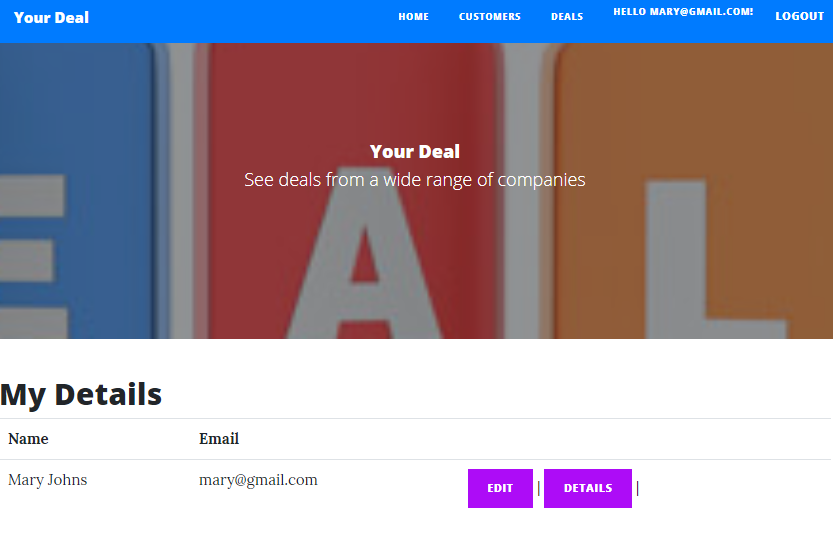 Your Deal HOME CUSTOMERS DEALS HELLO MARY@GMAIL.COM! LOGOUT
E A L
Your Deal
See deals from a wide range of companies
My Details
Name Email
Mary Johns mary@gmail.com EDIT | DETAILS |